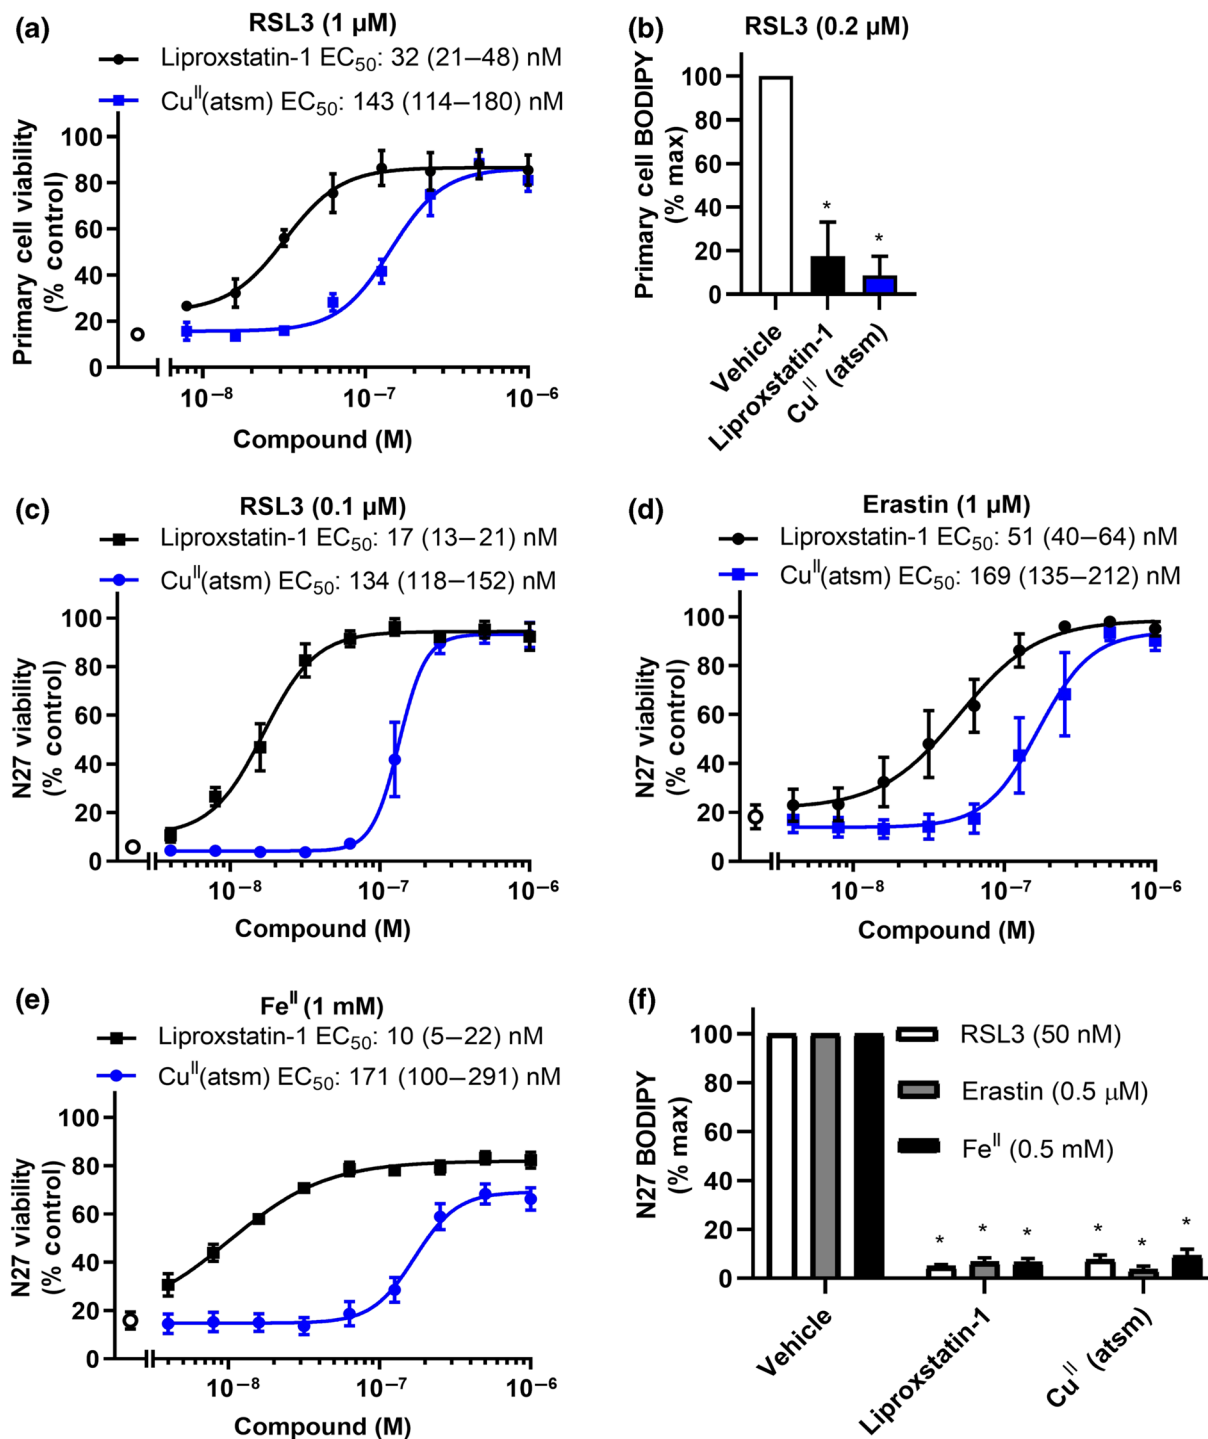 (a)
RSL3 (1 µM)
Liproxstatin-1 EC₅₀: 32 (21–48) nM
Cuᴵᴵ(atsm) EC₅₀: 143 (114–180) nM
Primary cell viability
(% control)
100
80
60
40
20
0
10⁻⁸
10⁻⁷
10⁻⁶
Compound (M)
(b)
RSL3 (0.2 µM)
Primary cell BODIPY
(% max)
100
80
60
40
20
0
*
*
Vehicle
Liproxstatin-1
Cuᴵᴵ (atsm)
(c)
RSL3 (0.1 µM)
Liproxstatin-1 EC₅₀: 17 (13–21) nM
Cuᴵᴵ(atsm) EC₅₀: 134 (118–152) nM
N27 viability
(% control)
100
80
60
40
20
0
10⁻⁸
10⁻⁷
10⁻⁶
Compound (M)
(d)
Erastin (1 µM)
Liproxstatin-1 EC₅₀: 51 (40–64) nM
Cuᴵᴵ(atsm) EC₅₀: 169 (135–212) nM
N27 viability
(% control)
100
80
60
40
20
0
10⁻⁸
10⁻⁷
10⁻⁶
Compound (M)
(e)
Feᴵᴵ (1 mM)
Liproxstatin-1 EC₅₀: 10 (5–22) nM
Cuᴵᴵ(atsm) EC₅₀: 171 (100–291) nM
N27 viability
(% control)
100
80
60
40
20
0
10⁻⁸
10⁻⁷
10⁻⁶
Compound (M)
(f)
N27 BODIPY
(% max)
100
80
60
40
20
0
RSL3 (50 nM)
Erastin (0.5 µM)
Feᴵᴵ (0.5 mM)
* * *
* * *
Vehicle
Liproxstatin-1
Cuᴵᴵ (atsm)